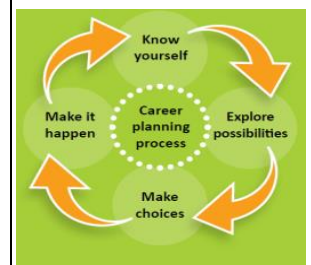 Know
yourself
Explore
possibilities
Make
choices
Make it
happen
Career
planning
process